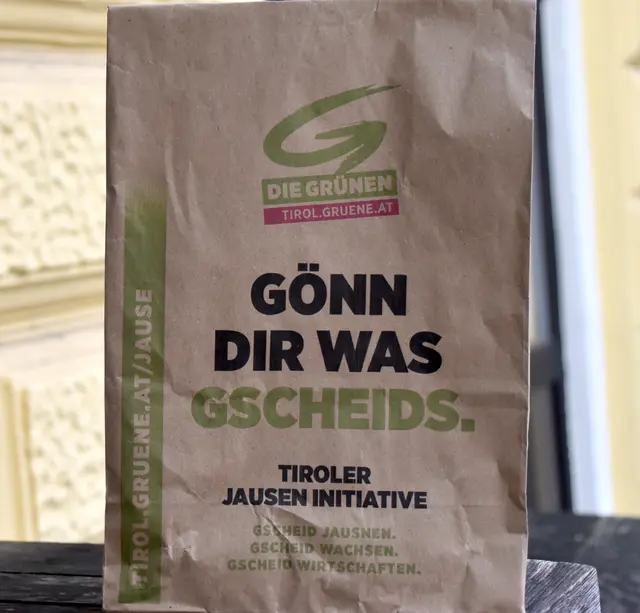 DIE GRÜNEN
TIROL.GRUENE.AT
GÖNN
DIR WAS
GSCHEIDS.
TIROLER
JAUSEN INITIATIVE
GSCHEID JAUSNEN.
GSCHEID WACHSEN.
GSCHEID WIRTSCHAFTEN.
TIROL.GRUENE.AT/JAUSE